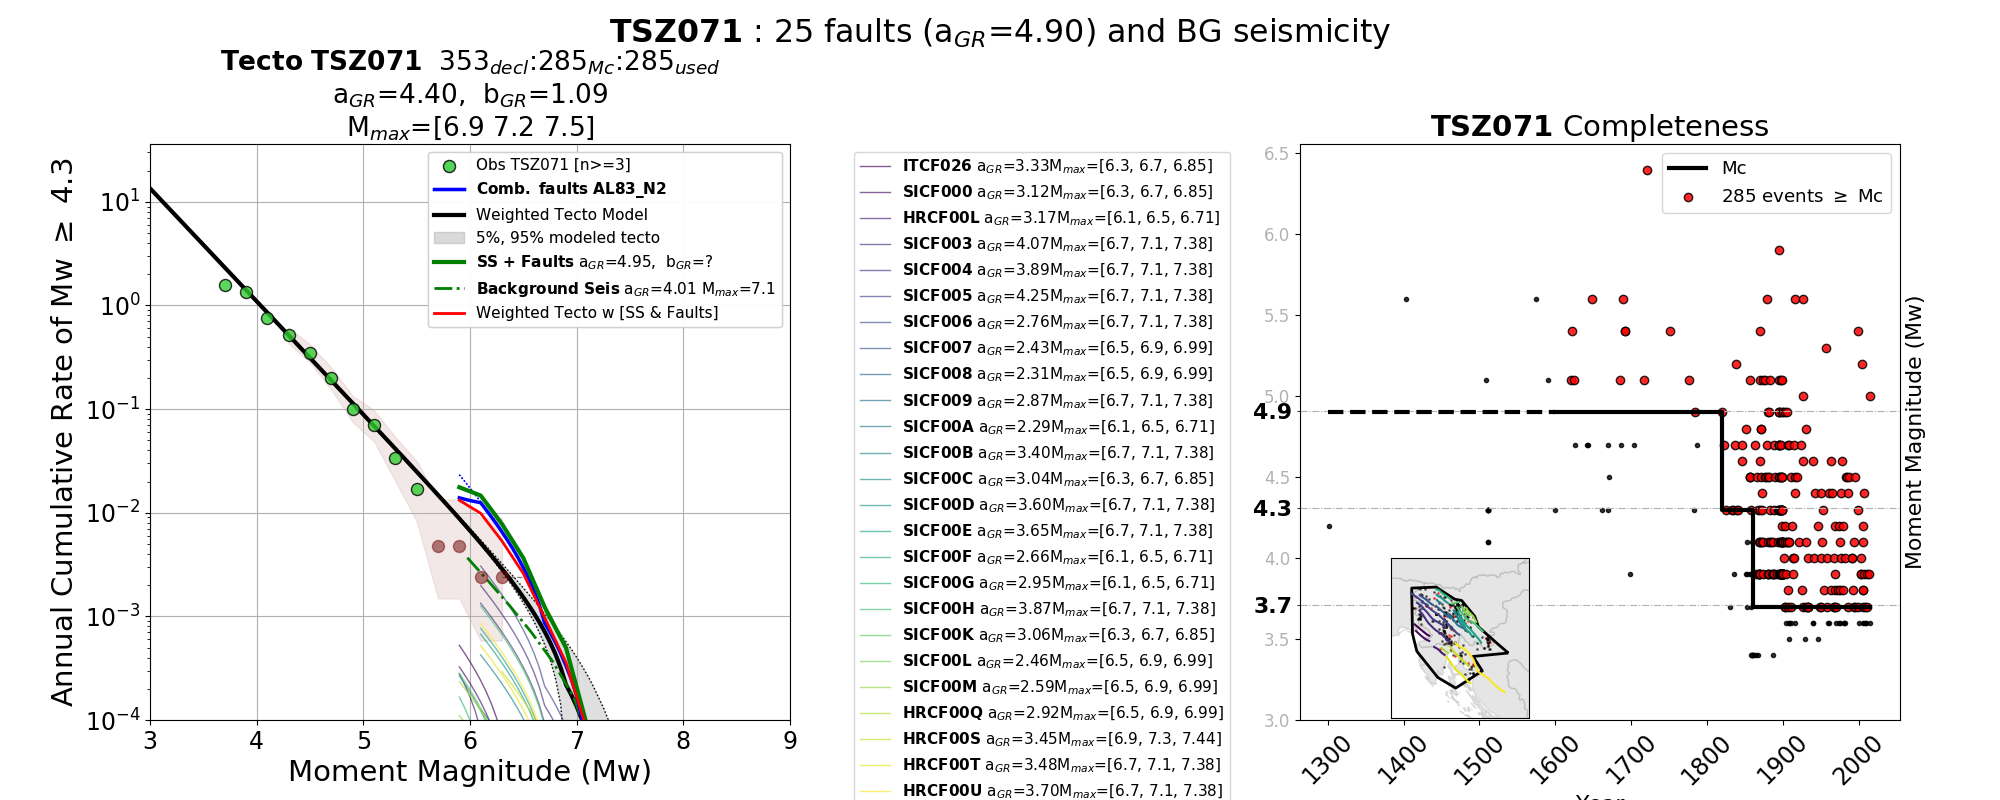 TSZ071 : 25 faults (aGR=4.90) and BG seismicity
Tecto TSZ071 353decl:285Mc:285used
aGR=4.40, bGR=1.09
Mmax=[6.9 7.2 7.5]
Annual Cumulative Rate of Mw ≥ 4.3
10^1
10^0
10^−1
10^−2
10^−3
10^−4
3 4 5 6 7 8 9
Moment Magnitude (Mw)
Obs TSZ071 [n>=3]
Comb. faults AL83_N2
Weighted Tecto Model
5%, 95% modeled tecto
SS + Faults aGR=4.95, bGR=?
Background Seis aGR=4.01 Mmax=7.1
Weighted Tecto w [SS & Faults]
ITCF026 aGR=3.33Mmax=[6.3, 6.7, 6.85]
SICF000 aGR=3.12Mmax=[6.3, 6.7, 6.85]
HRCF00L aGR=3.17Mmax=[6.1, 6.5, 6.71]
SICF003 aGR=4.07Mmax=[6.7, 7.1, 7.38]
SICF004 aGR=3.89Mmax=[6.7, 7.1, 7.38]
SICF005 aGR=4.25Mmax=[6.7, 7.1, 7.38]
SICF006 aGR=2.76Mmax=[6.7, 7.1, 7.38]
SICF007 aGR=2.43Mmax=[6.5, 6.9, 6.99]
SICF008 aGR=2.31Mmax=[6.5, 6.9, 6.99]
SICF009 aGR=2.87Mmax=[6.7, 7.1, 7.38]
SICF00A aGR=2.29Mmax=[6.1, 6.5, 6.71]
SICF00B aGR=3.40Mmax=[6.7, 7.1, 7.38]
SICF00C aGR=3.04Mmax=[6.3, 6.7, 6.85]
SICF00D aGR=3.60Mmax=[6.7, 7.1, 7.38]
SICF00E aGR=3.65Mmax=[6.7, 7.1, 7.38]
SICF00F aGR=2.66Mmax=[6.1, 6.5, 6.71]
SICF00G aGR=2.95Mmax=[6.1, 6.5, 6.71]
SICF00H aGR=3.87Mmax=[6.7, 7.1, 7.38]
SICF00K aGR=3.06Mmax=[6.3, 6.7, 6.85]
SICF00L aGR=2.46Mmax=[6.5, 6.9, 6.99]
SICF00M aGR=2.59Mmax=[6.5, 6.9, 6.99]
HRCF00Q aGR=2.92Mmax=[6.5, 6.9, 6.99]
HRCF00S aGR=3.45Mmax=[6.9, 7.3, 7.44]
HRCF00T aGR=3.48Mmax=[6.7, 7.1, 7.38]
HRCF00U aGR=3.70Mmax=[6.7, 7.1, 7.38]
TSZ071 Completeness
Mc
285 events ≥ Mc
6.5
6.0
5.5
5.0
4.9
4.5
4.3
4.0
3.7
3.5
3.0
1300 1400 1500 1600 1700 1800 1900 2000
Moment Magnitude (Mw)